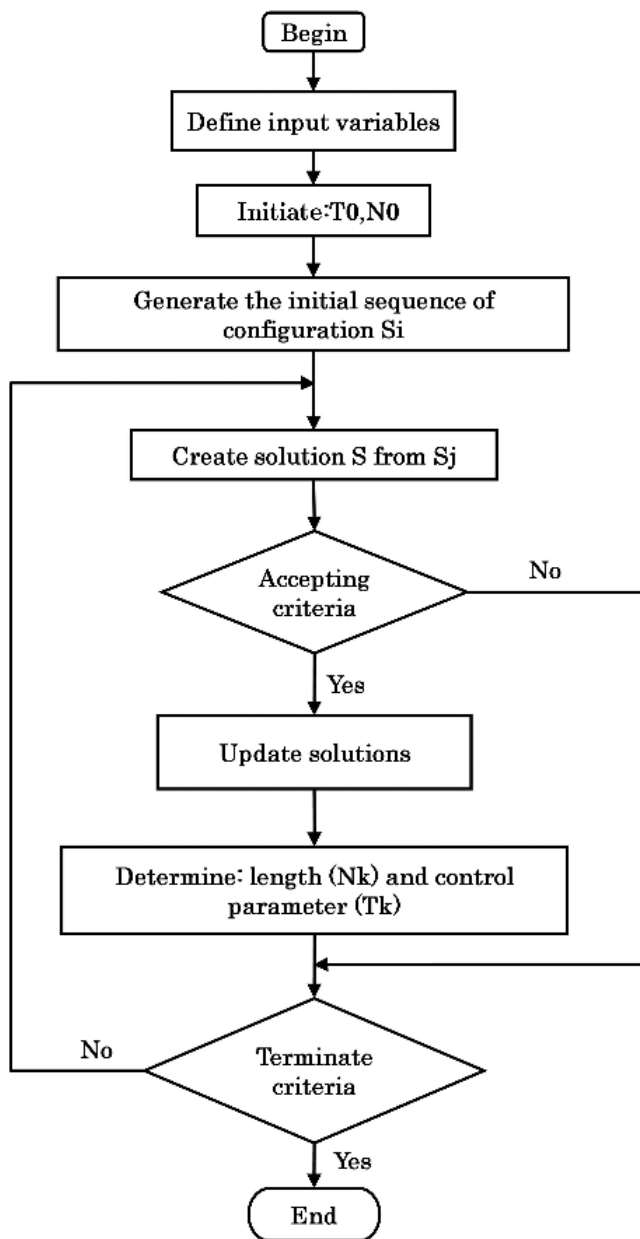 Begin
Define input variables
Initiate:T0,N0
Generate the initial sequence of
configuration Si
Create solution S from Sj
Accepting
criteria
No
Yes
Update solutions
Determine: length (Nk) and control
parameter (Tk)
No
Terminate
criteria
Yes
End